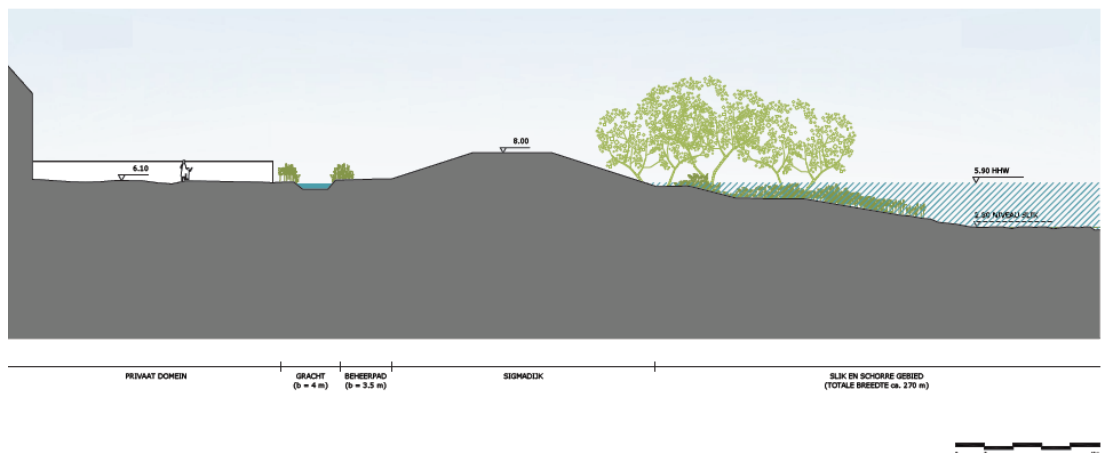 8.00
6.10
5.90 HHW
2.80 NIVEAU SLIK
PRIVAAT DOMEIN
GRACHT
(b = 4 m)
BEHEERPAD
(b = 3.5 m)
SIGMADIJK
SLIK EN SCHORRE GEBIED
(TOTALE BREEDTE ca. 270 m)